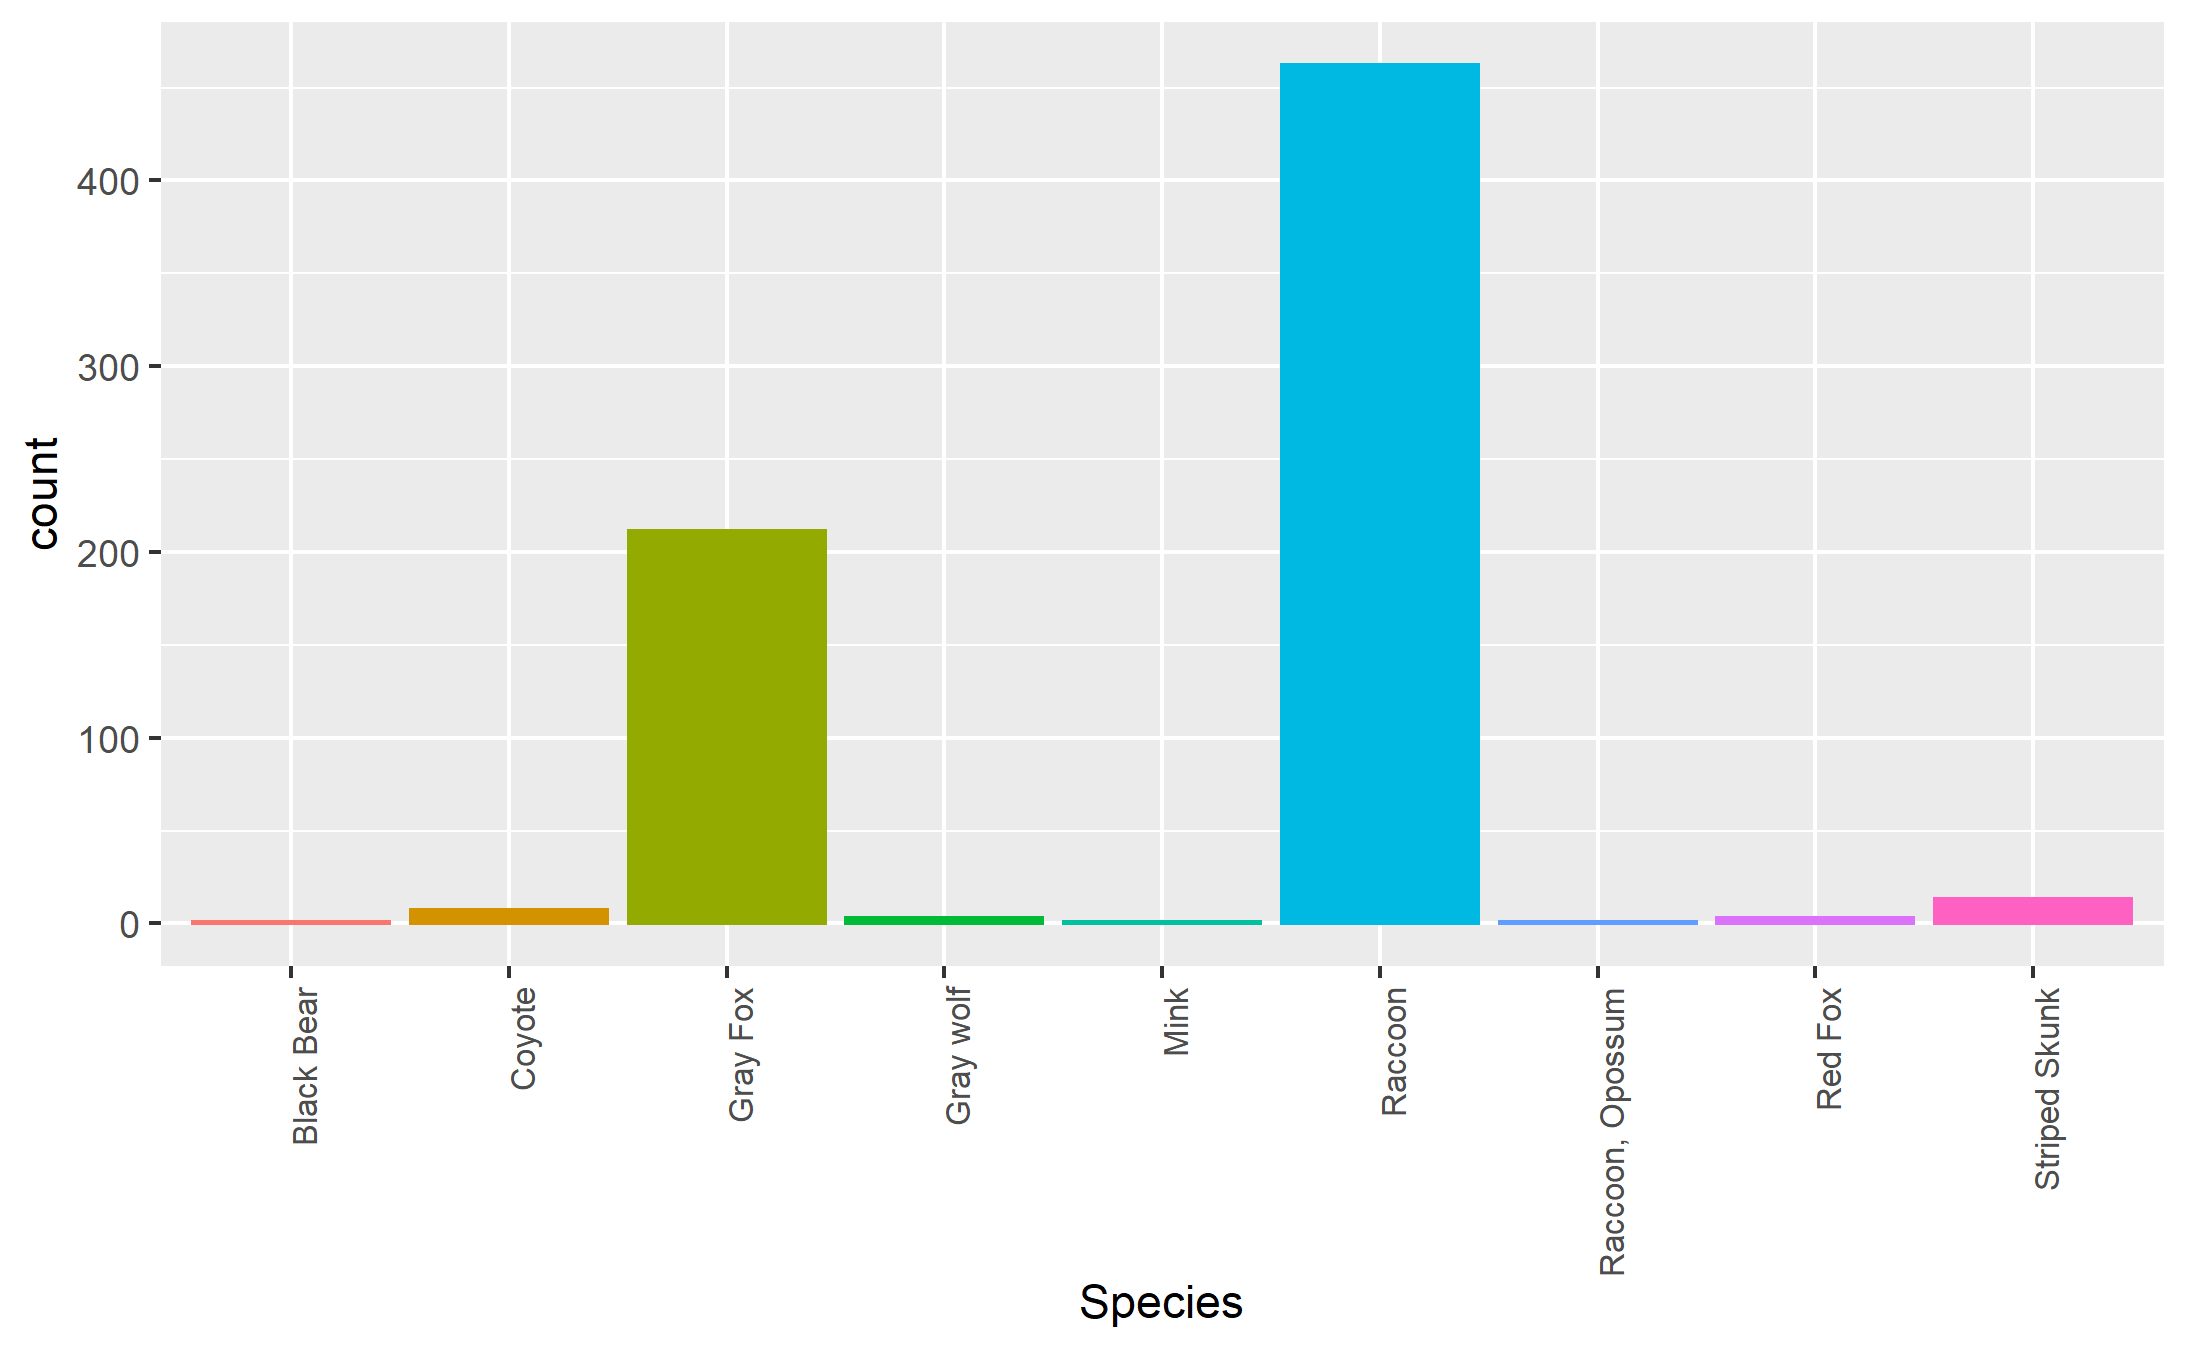 count
400
300
200
100
0
Black Bear
Coyote
Gray Fox
Gray wolf
Mink
Raccoon
Raccoon, Opossum
Red Fox
Striped Skunk
Species